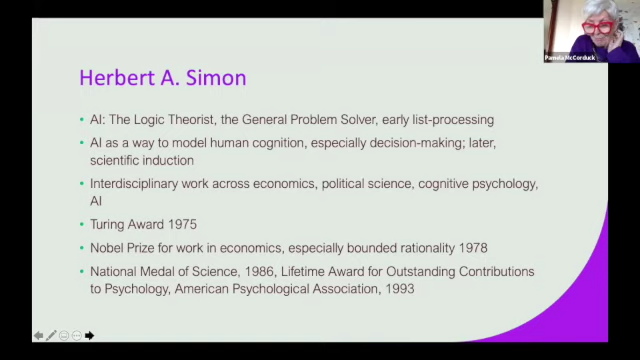 Pamela McCorduck
Herbert A. Simon
• AI: The Logic Theorist, the General Problem Solver, early list-processing
• AI as a way to model human cognition, especially decision-making; later,
scientific induction
• Interdisciplinary work across economics, political science, cognitive psychology,
AI
• Turing Award 1975
• Nobel Prize for work in economics, especially bounded rationality 1978
• National Medal of Science, 1986, Lifetime Award for Outstanding Contributions
to Psychology, American Psychological Association, 1993